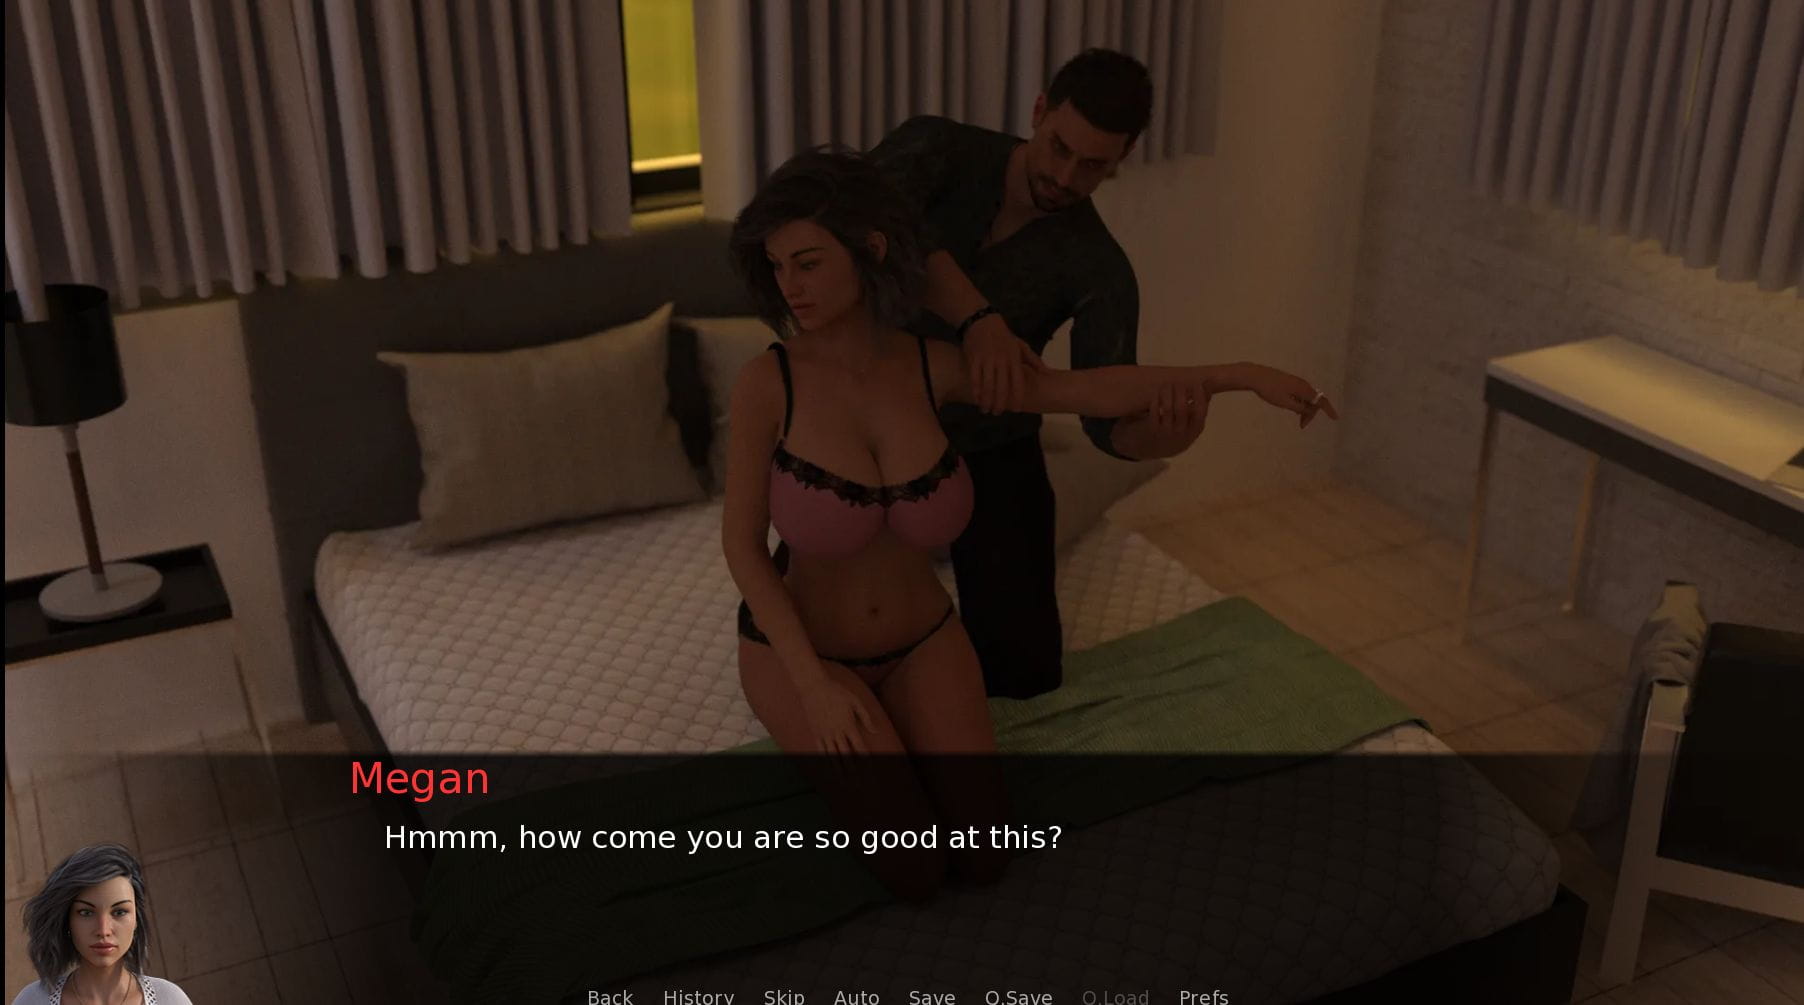 Megan
Hmmm, how come you are so good at this?
Back History Skip Auto Save Q.Save Q.Load Prefs